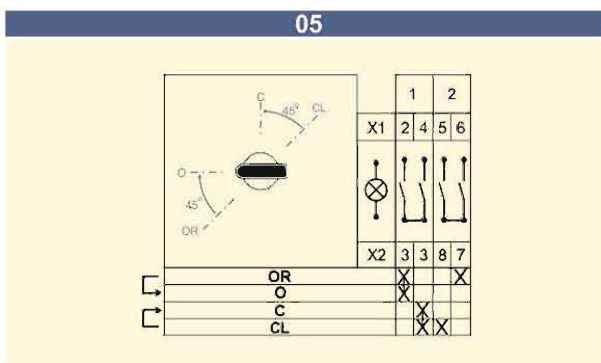 05
1 2
X1 2 4 5 6
C
45°
CL
O
45°
OR
X2 3 3 8 7
OR X X
O X
C X
CL X X